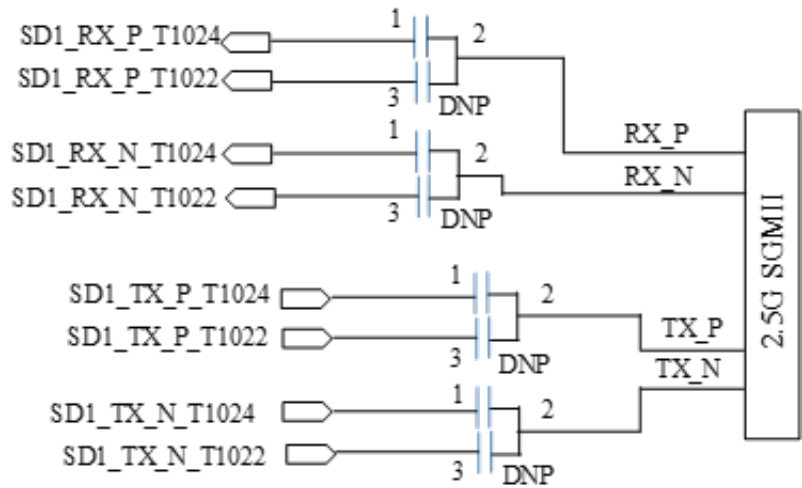 SD1_RX_P_T1024
1
2
SD1_RX_P_T1022
3
DNP
SD1_RX_N_T1024
1
2
SD1_RX_N_T1022
3
DNP
RX_P
RX_N
2.5G SGMII
SD1_TX_P_T1024
1
2
SD1_TX_P_T1022
3
DNP
SD1_TX_N_T1024
1
2
SD1_TX_N_T1022
3
DNP
TX_P
TX_N